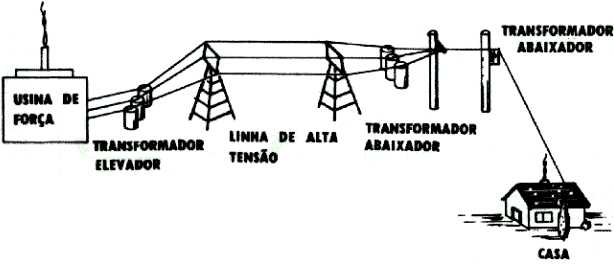 USINA DE
FORÇA
TRANSFORMADOR
ELEVADOR
LINHA DE ALTA
TENSÃO
TRANSFORMADOR
ABAIXADOR
TRANSFORMADOR
ABAIXADOR
CASA